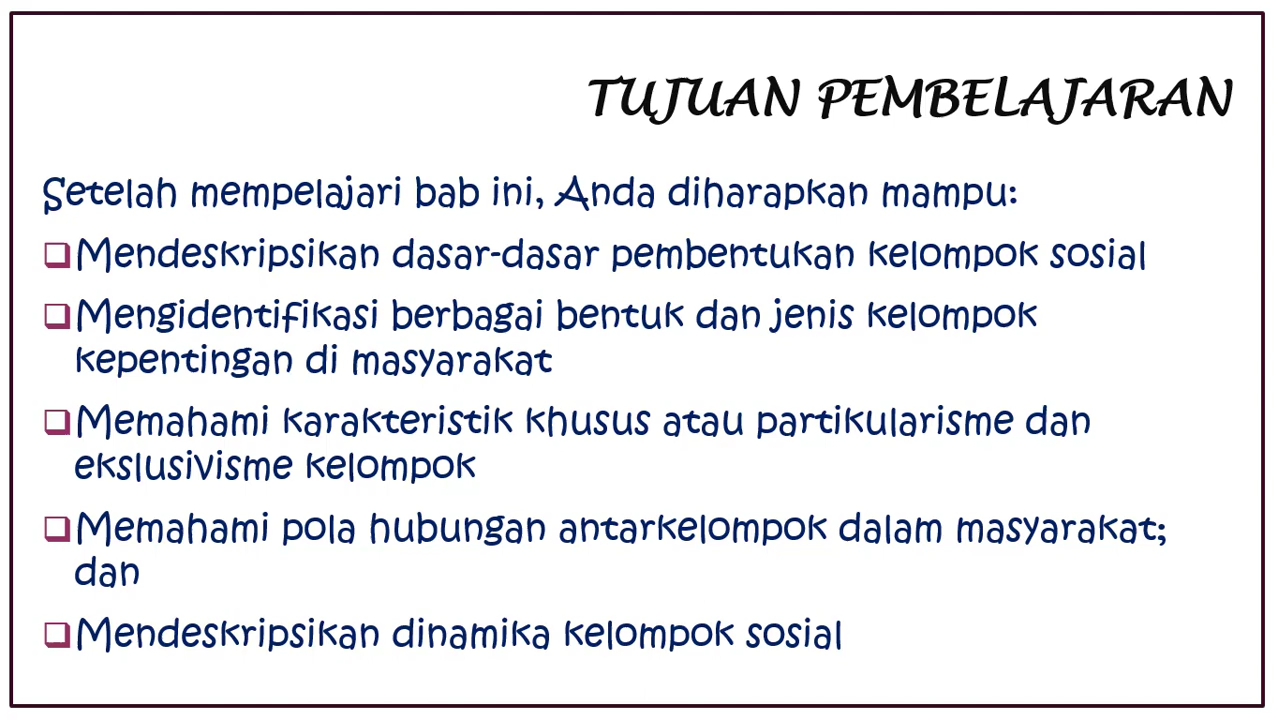 TUJUAN PEMBELAJARAN
Setelah mempelajari bab ini, Anda diharapkan mampu:
❑Mendeskripsikan dasar-dasar pembentukan kelompok sosial
❑Mengidentifikasi berbagai bentuk dan jenis kelompok
kepentingan di masyarakat
❑Memahami karakteristik khusus atau partikularisme dan
ekslusivisme kelompok
❑Memahami pola hubungan antarkelompok dalam masyarakat;
dan
❑Mendeskripsikan dinamika kelompok sosial